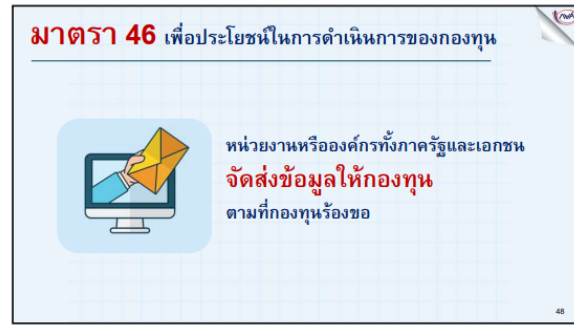 มาตรา 46 เพื่อประโยชน์ในการดำเนินการของกองทุน
หน่วยงานหรือองค์กรทั้งภาครัฐและเอกชน
จัดส่งข้อมูลให้กองทุน
ตามที่กองทุนร้องขอ
48